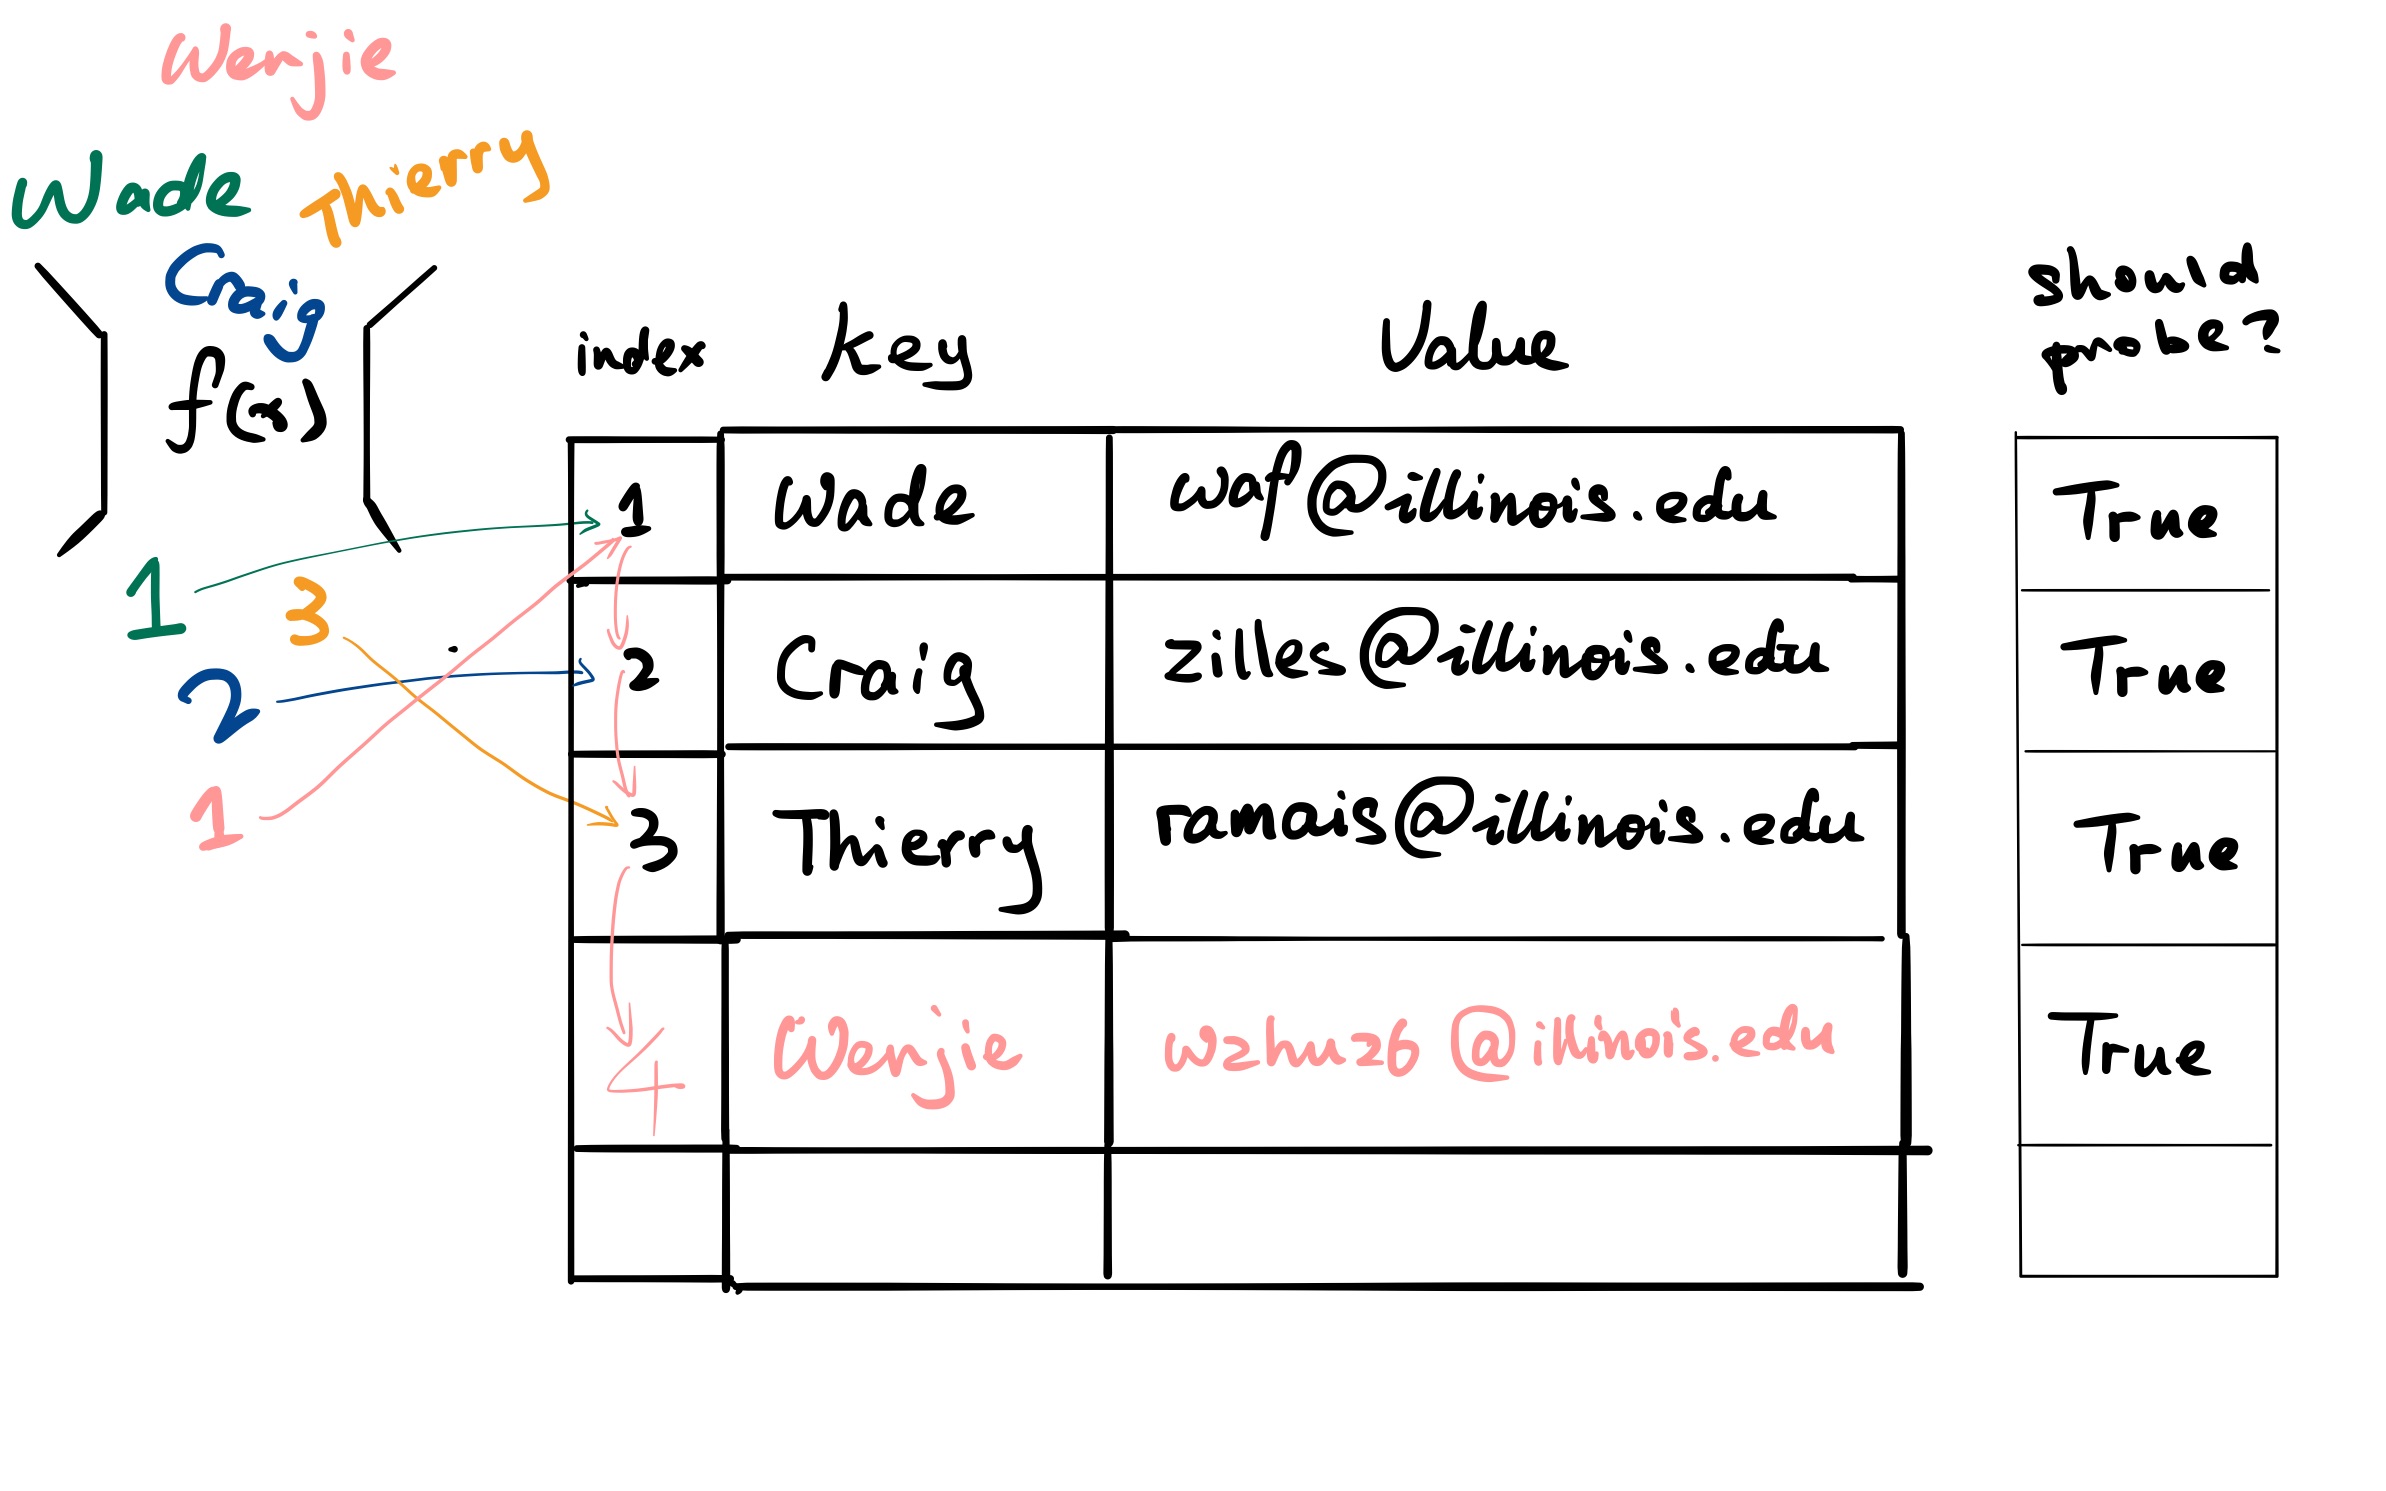 Wenjie
Wade Thierry
Craig
f(x)
1 3
2
1
index Key Value should probe?
1 Wade waf@illinois.edu True
2 Craig zilles@illinois.edu True
3 Thierry ramais@illinois.edu True
4 Wenjie wzhu26@illinois.edu True